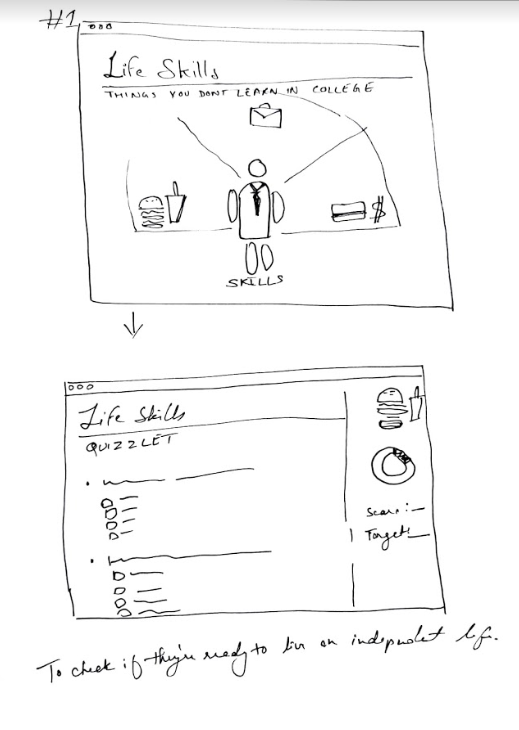 #1
Life Skills
THINGS YOU DONT LEARN IN COLLEGE
$
SKILLS
Life Skills
QUIZZLET
Score:
Target:
To check if they're ready to live an independent life.